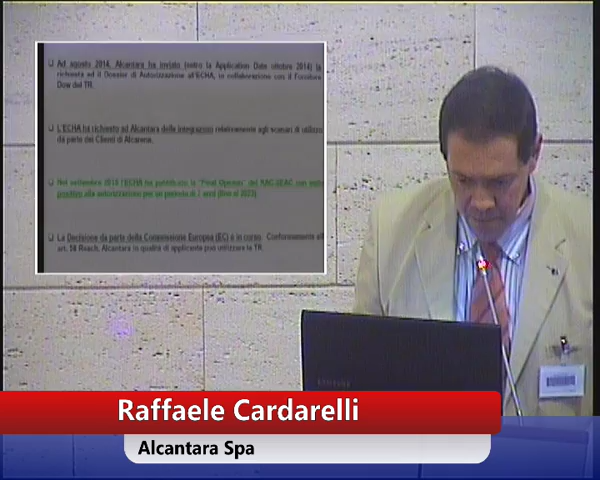 ❑ Ad agosto 2014, Alcantara ha inviato (entro la Application Date ottobre 2014) la
richiesta ed il Dossier di Autorizzazione all'ECHA, in collaborazione con il Fornitore
Dow del TR.
❑ L'ECHA ha richiesto ad Alcantara delle integrazioni relativamente agli scenari di utilizzo
da parte dei Clienti di Alcantara.
❑ Nel settembre 2015 l'ECHA ha pubblicato la "Final Opinion" del RAC-SEAC con
positivo alla autorizzazione per un periodo di 7 anni (fino al 2023)
❑ La Decisione da parte della Commissione Europea (EC) è in corso. Conformemente all'
art. 58 Reach, Alcantara in qualità di applicante può utilizzare la TR.
lenovo
Raffaele Cardarelli
Alcantara Spa